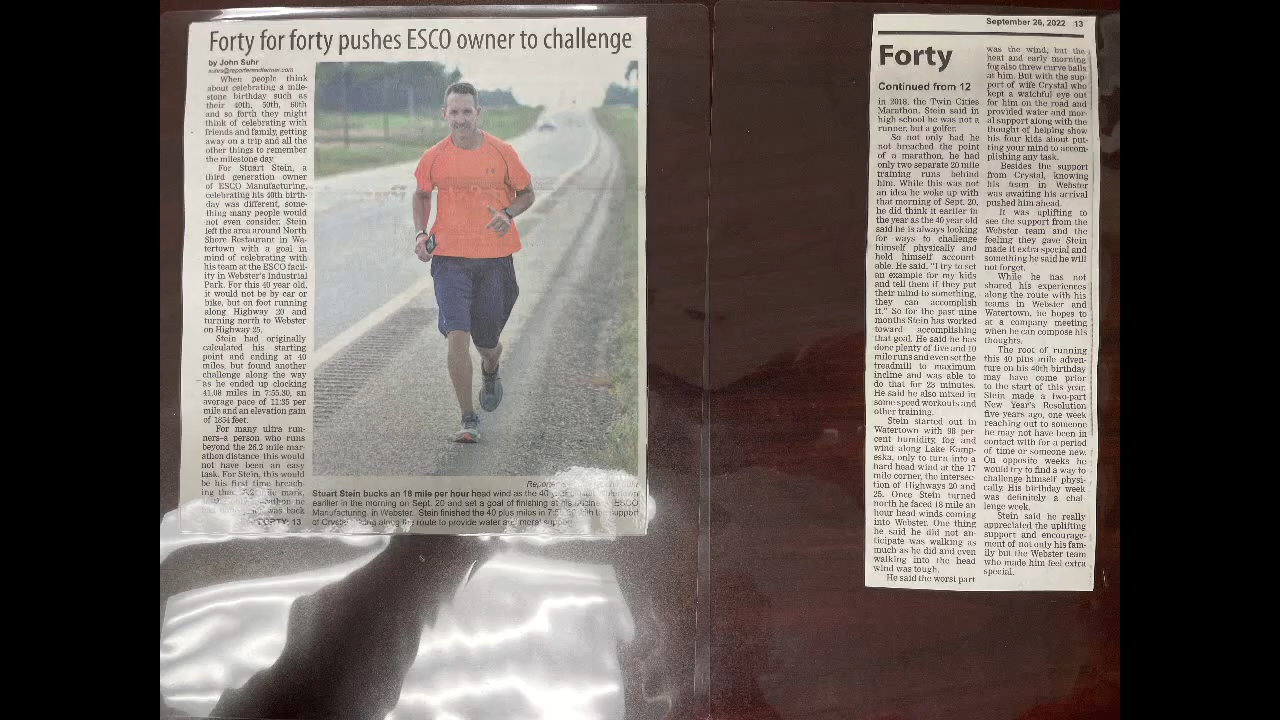 Forty for forty pushes ESCO owner to challenge
by John Suhr
suhrs@reporterandfarmer.com
When people think
about celebrating a mile-
stone birthday such as
their 40th, 50th, 60th
and so forth they might
think of celebrating with
friends and family, getting
away on a trip and all the
other things to remember
the milestone day.
For Stuart Stein, a
third generation owner
of ESCO Manufacturing,
celebrating his 40th birth-
day was different, some-
thing many people would
not even consider. Stein
left the area around North
Shore Restaurant in Wa-
tertown with a goal in
mind of celebrating with
his team at the ESCO facil-
ity in Webster's Industrial
Park. For this 40 year old,
it would not be by car or
bike, but on foot running
along Highway 20 and
turning north to Webster
on Highway 25.
Stein had originally
calculated his starting
point and ending at 40
miles, but found another
challenge along the way
as he ended up clocking
41.08 miles in 7:55.30, an
average pace of 11:35 per
mile and an elevation gain
of 1854 feet.
For many ultra run-
ners-a person who runs
beyond the 26.2 mile mar-
athon distance this would
not have been an easy
task. For Stein, this would
be his first time breach-
ing that mark,
was back
FORTY: 13
Stuart Stein bucks an 18 mile per hour head wind as the 40
earlier in the morning on Sept. 20 and set a goal of finishing at ESCO
Manufacturing, in Webster. Stein finished the 40 plus miles in support
of Crystal along route to provide water and moral support.
September 26, 2022 13
Forty
Continued from 12
in 2018, the Twin Cities
Marathon. Stein said in
high school he was not a
runner, but a golfer.
So not only had he
not breached the point
of a marathon, he had
only two separate 20 mile
training runs behind
him. While this was not
an idea he woke up with
that morning of Sept. 20,
he did think it earlier in
the year as the 40 year old
said he is always looking
for ways to challenge
himself physically and
hold himself account-
able. He said, "I try to set
an example for my kids
and tell them if they put
their mind to something,
they can accomplish
it." So for the past nine
months Stein has worked
toward accomplishing
that goal. He said he has
done plenty of five and 10
mile runs and even set the
treadmill to maximum
incline and was able to
do that for 23 minutes.
He said he also mixed in
some speed workouts and
other training.
Stein started out in
Watertown with 98 per
cent humidity, fog and
wind along Lake Kamp-
eska, only to turn into a
hard head wind at the 17
mile corner, the intersec-
tion of Highways 20 and
25. Once Stein turned
north he faced 18 mile an
hour head winds coming
into Webster. One thing
he said he did not an-
ticipate was walking as
much as he did and even
walking into the head
wind was tough.
He said the worst part
was the wind, but the
heat and early morning
fog also threw curve balls
at him. But with the sup-
port of wife Crystal who
kept a watchful eye out
for him on the road and
provided water and mor-
al support along with the
thought of helping show
his four kids about put-
ting your mind to accom-
plishing any task.
Besides the support
from Crystal, knowing
his team in Webster
was awaiting his arrival
pushed him ahead.
It was uplifting to
see the support from the
Webster team and the
feeling they gave Stein
made it extra special and
something he said he will
not forget.
While he has not
shared his experiences
along the route with his
teams in Webster and
Watertown, he hopes to
at a company meeting
when he can compose his
thoughts.
The root of running
this 40 plus mile adven-
ture on his 40th birthday
may have come prior
to the start of this year.
Stein made a two-part
New Year's Resolution
five years ago, one week
reaching out to someone
he may not have been in
contact with for a period
of time or someone new.
On opposite weeks he
would try to find a way to
challenge himself physi-
cally. His birthday week
was definitely a chal-
lenge week.
Stein said he really
appreciated the uplifting
support and encourage-
ment of not only his fam-
ily but the Webster team
who made him feel extra
special.